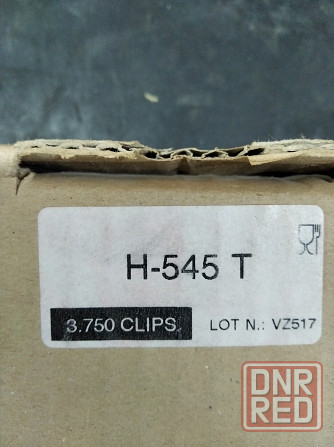 H-545 T
3.750 CLIPS
LOT N.: VZ517
DNR
RED